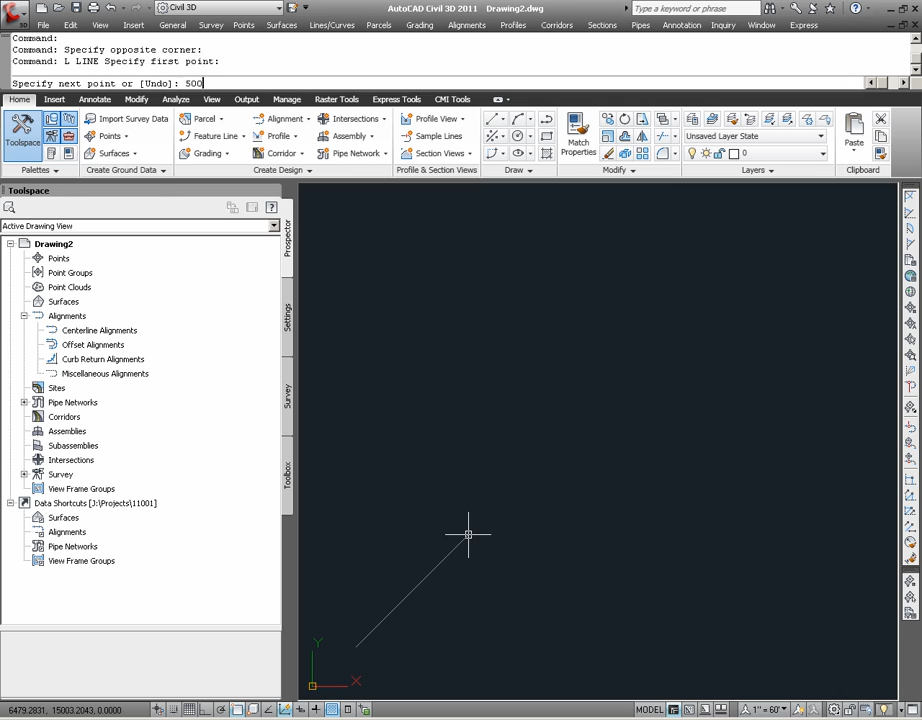 Civil 3D
AutoCAD Civil 3D 2011 Drawing2.dwg
Type a keyword or phrase
File Edit View Insert General Survey Points Surfaces Lines/Curves Parcels Grading Alignments Profiles Corridors Sections Pipes Annotation Inquiry Window Express
Command:
Command: Specify opposite corner:
Command: L LINE Specify first point:
Specify next point or [Undo]: 500
Home Insert Annotate Modify Analyze View Output Manage Raster Tools Express Tools CMI Tools
Toolspace
Import Survey Data
Points
Surfaces
Parcel
Feature Line
Grading
Alignment
Profile
Corridor
Intersections
Assembly
Pipe Network
Profile View
Sample Lines
Section Views
Match
Properties
Unsaved Layer State
0
Paste
Palettes Create Ground Data Create Design Profile & Section Views Draw Modify Layers Clipboard
Toolspace
Active Drawing View
Drawing2
Points
Point Groups
Point Clouds
Surfaces
Alignments
Centerline Alignments
Offset Alignments
Curb Return Alignments
Miscellaneous Alignments
Sites
Pipe Networks
Corridors
Assemblies
Subassemblies
Intersections
Survey
View Frame Groups
Data Shortcuts [J:\Projects\11001]
Surfaces
Alignments
Pipe Networks
View Frame Groups
Prospector
Settings
Survey
Toolbox
Y
X
6479.2831, 15003.2043, 0.0000
MODEL
1" = 60'